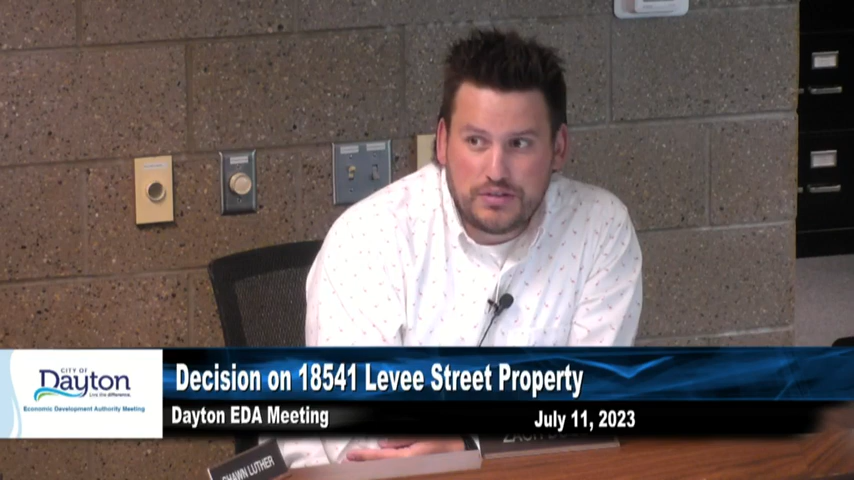 CITY OF
Dayton
Live the difference.
Economic Development Authority Meeting
Decision on 18541 Levee Street Property
Dayton EDA Meeting
July 11, 2023
SHAWN LUTHER
ZACH